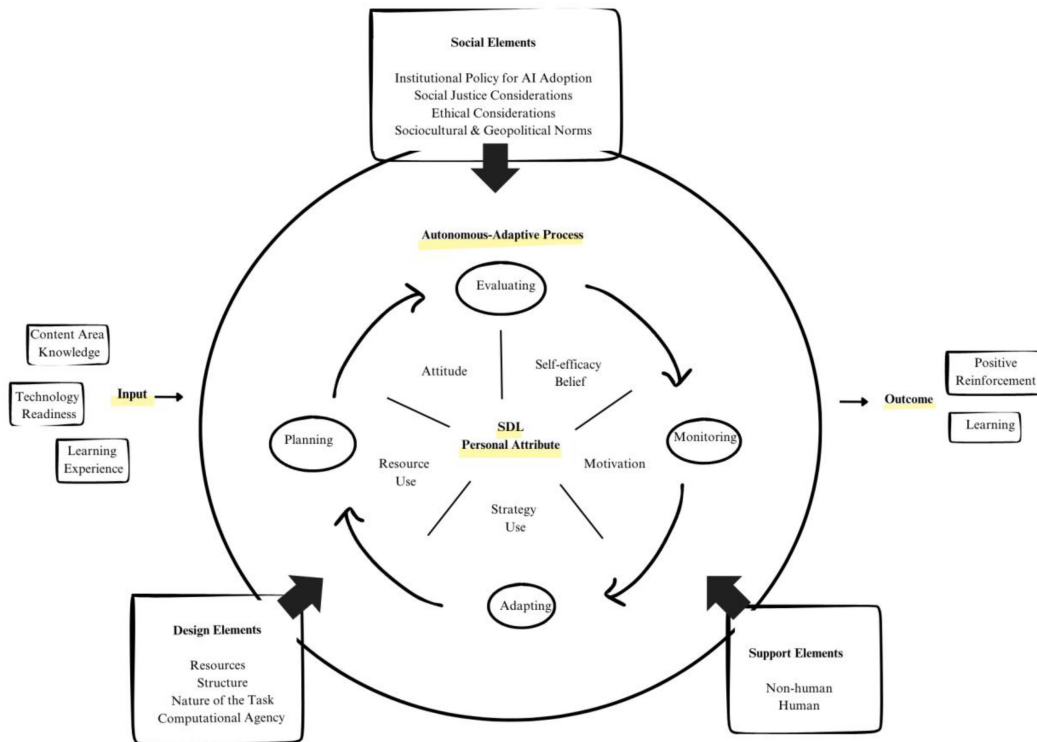 Social Elements
Institutional Policy for AI Adoption
Social Justice Considerations
Ethical Considerations
Sociocultural & Geopolitical Norms
Autonomous-Adaptive Process
Evaluating
Content Area
Knowledge
Technology
Readiness
Learning
Experience
Input
Attitude
Self-efficacy
Belief
Planning
SDL
Personal Attribute
Monitoring
Resource
Use
Motivation
Strategy
Use
Adapting
Outcome
Positive
Reinforcement
Learning
Design Elements
Resources
Structure
Nature of the Task
Computational Agency
Support Elements
Non-human
Human